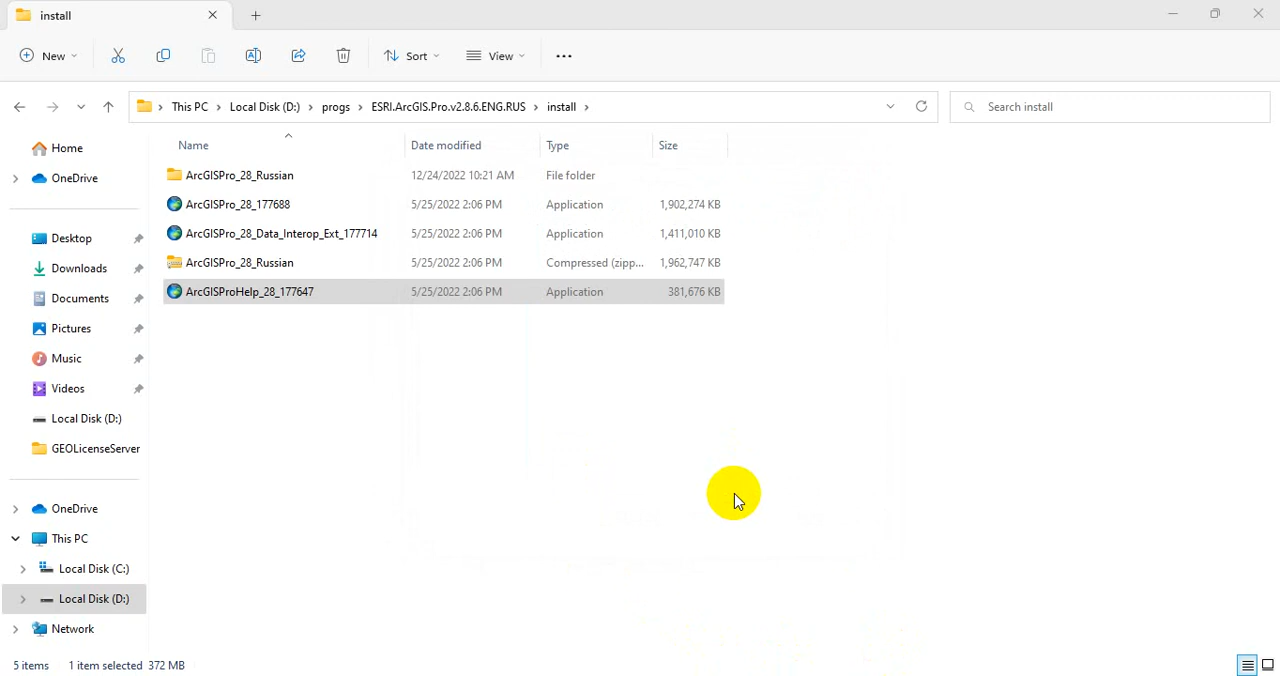 install
New
Sort
View
This PC > Local Disk (D:) > progs > ESRI.ArcGIS.Pro.v2.8.6.ENG.RUS > install >
Search install
Home
OneDrive
Desktop
Downloads
Documents
Pictures
Music
Videos
Local Disk (D:)
GEOLicenseServer
OneDrive
This PC
Local Disk (C:)
Local Disk (D:)
Network
Name Date modified Type Size
ArcGISPro_28_Russian 12/24/2022 10:21 AM File folder
ArcGISPro_28_177688 5/25/2022 2:06 PM Application 1,902,274 KB
ArcGISPro_28_Data_Interop_Ext_177714 5/25/2022 2:06 PM Application 1,411,010 KB
ArcGISPro_28_Russian 5/25/2022 2:06 PM Compressed (zipp... 1,962,747 KB
ArcGISProHelp_28_177647 5/25/2022 2:06 PM Application 381,676 KB
5 items 1 item selected 372 MB